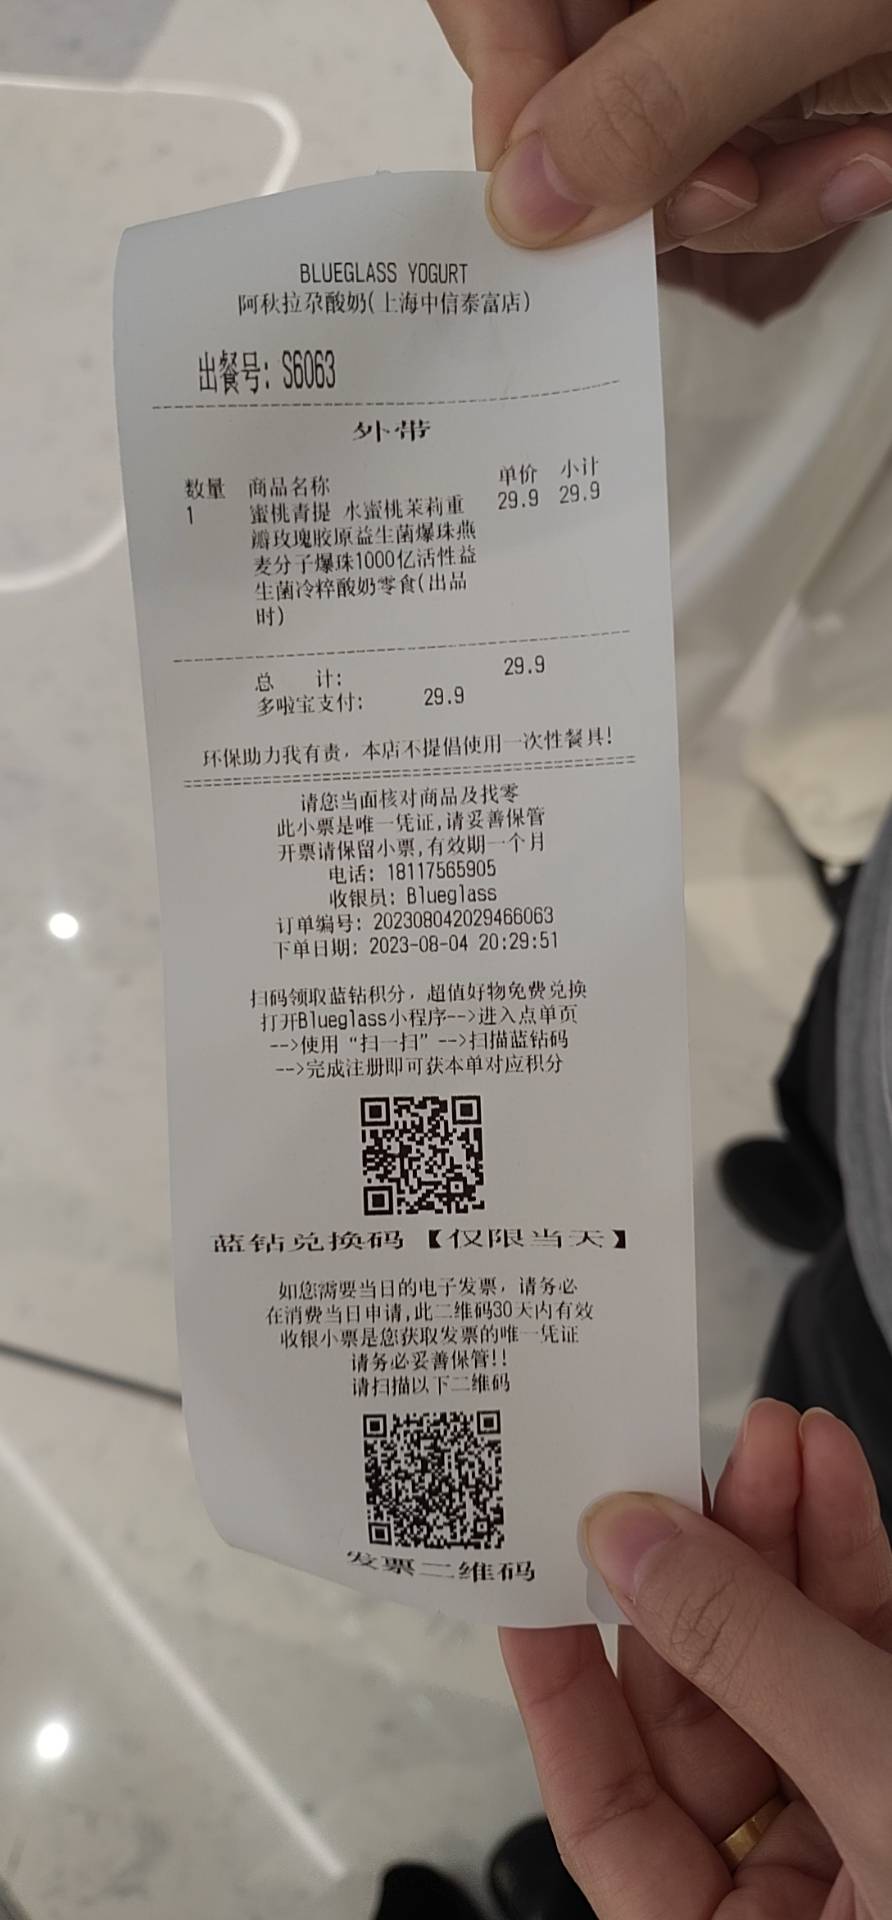 BLUEGLASS YOGURT
阿秋拉尕酸奶(上海中信泰富店)
出餐号: S6063
外带
数量 商品名称 单价 小计
1 蜜桃青提 水蜜桃茉莉重 29.9 29.9
瓣玫瑰胶原益生菌爆珠燕
麦分子爆珠1000亿活性益
生菌冷粹酸奶零食(出品
时)
总 计: 29.9
多啦宝支付: 29.9
环保助力我有责，本店不提倡使用一次性餐具!
请您当面核对商品及找零
此小票是唯一凭证,请妥善保管
开票请保留小票,有效期一个月
电话: 18117565905
收银员: Blueglass
订单编号: 202308042029466063
下单日期: 2023-08-04 20:29:51
扫码领取蓝钻积分，超值好物免费兑换
打开Blueglass小程序-->进入点单页
-->使用“扫一扫”-->扫描蓝钻码
-->完成注册即可获本单对应积分
蓝钻兑换码【仅限当天】
如您需要当日的电子发票，请务必
在消费当日申请,此二维码30天内有效
收银小票是您获取发票的唯一凭证
请务必妥善保管!!
请扫描以下二维码
发票二维码